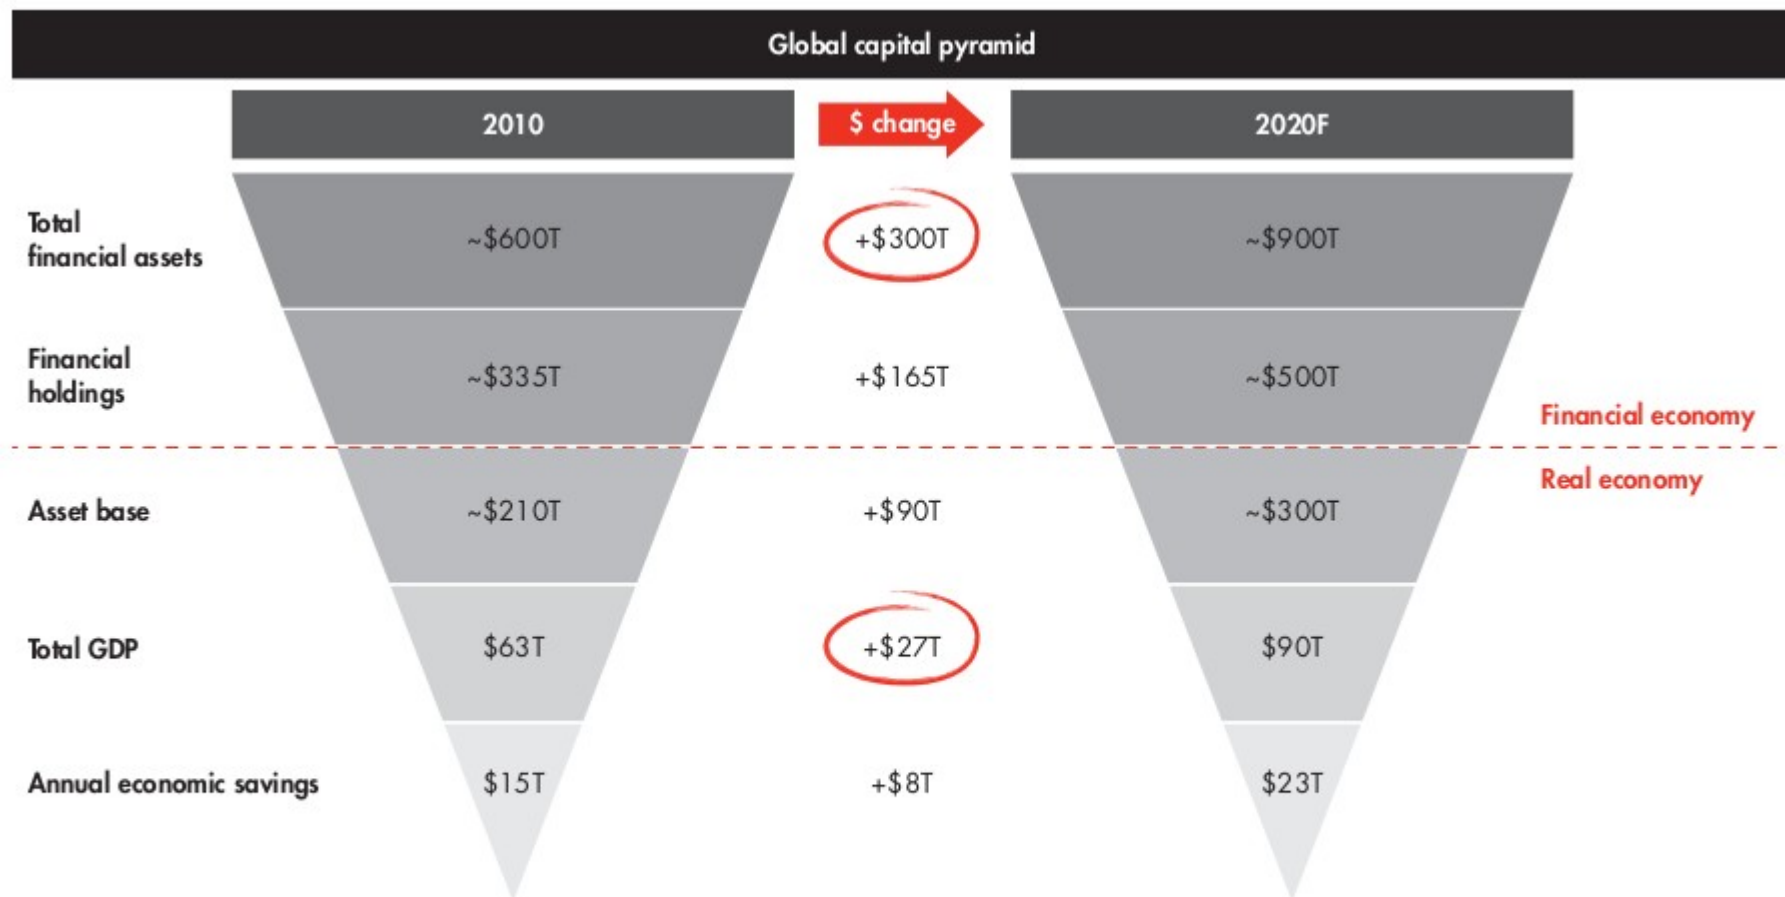 Global capital pyramid
2010
$ change
2020F
Total
financial assets
~$600T
+$300T
~$900T
Financial
holdings
~$335T
+$165T
~$500T
Financial economy
Real economy
Asset base
~$210T
+$90T
~$300T
Total GDP
$63T
+$27T
$90T
Annual economic savings
$15T
+$8T
$23T